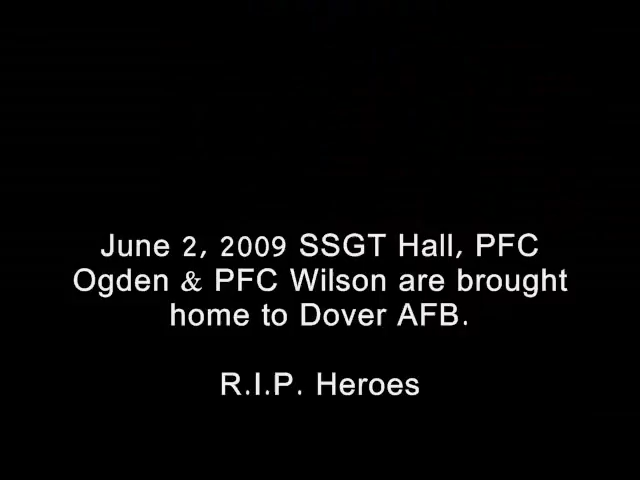 June 2, 2009 SSGT Hall, PFC
Ogden & PFC Wilson are brought
home to Dover AFB.
R.I.P. Heroes